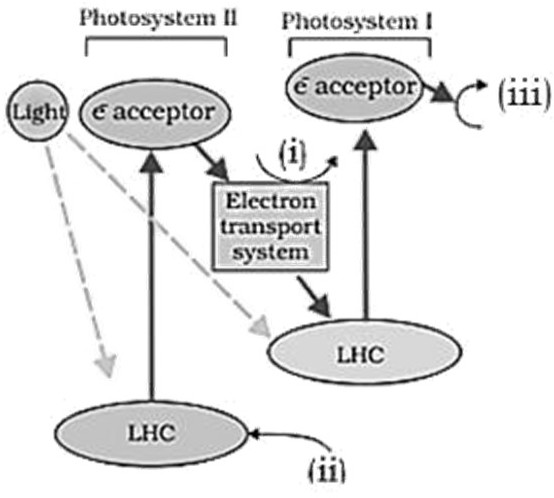 Photosystem II
Photosystem I
Light
e⁻ acceptor
e⁻ acceptor
(iii)
(i)
Electron
transport
system
LHC
LHC
(ii)